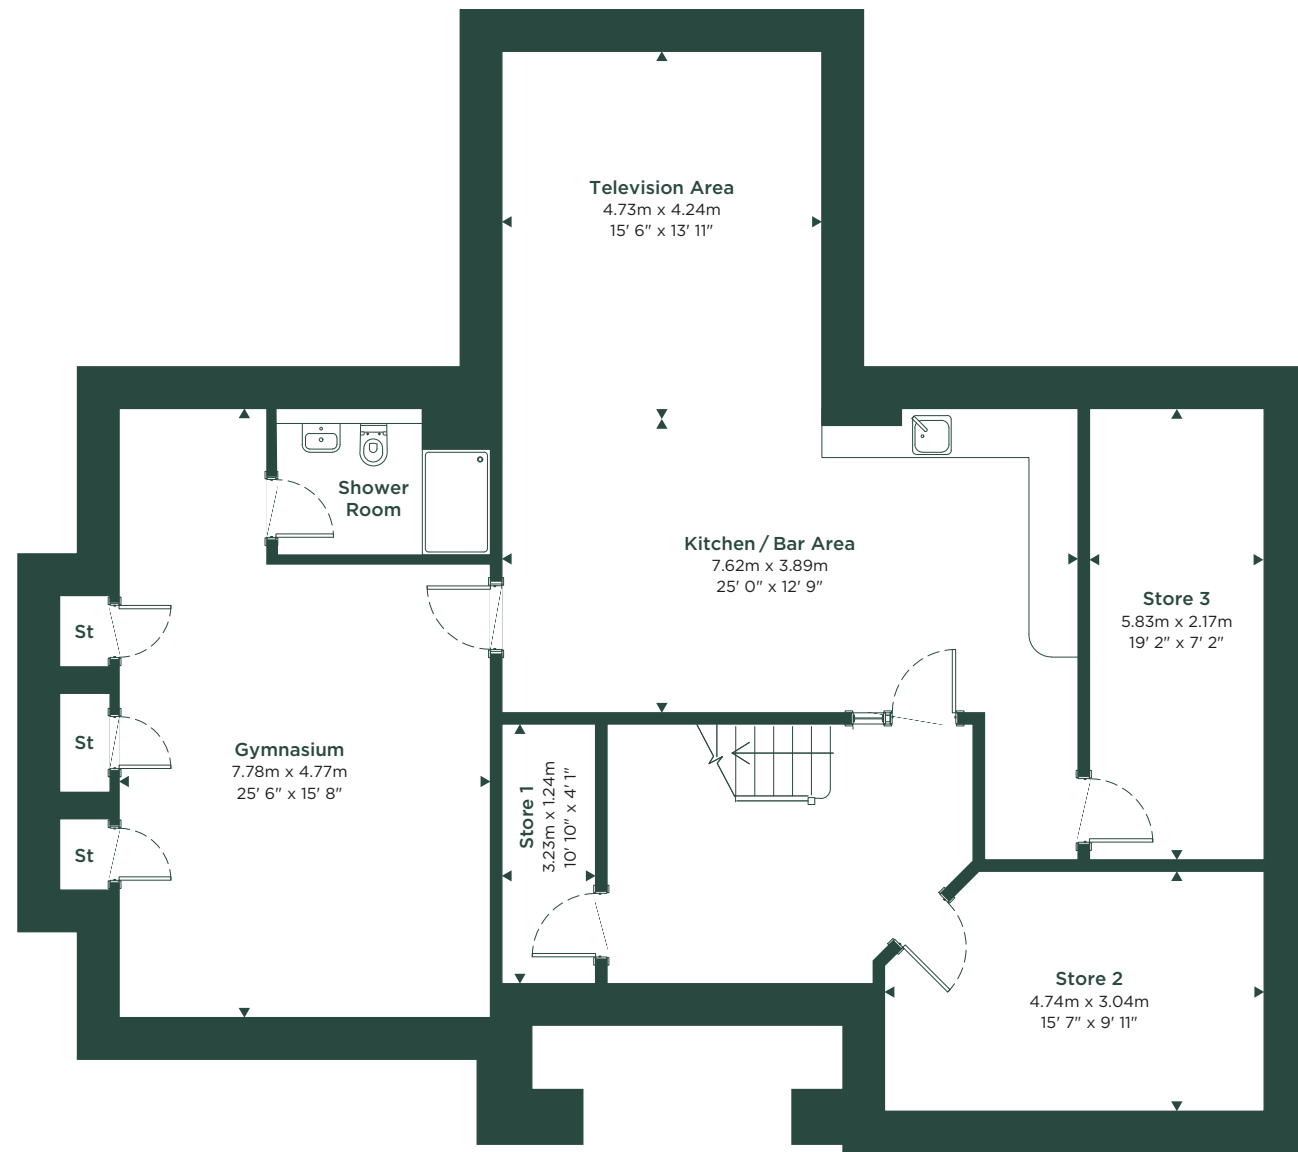 Television Area
4.73m x 4.24m
15' 6" x 13' 11"
Shower
Room
Kitchen / Bar Area
7.62m x 3.89m
25' 0" x 12' 9"
Store 3
5.83m x 2.17m
19' 2" x 7' 2"
St
St
St
Gymnasium
7.78m x 4.77m
25' 6" x 15' 8"
Store 1
3.23m x 1.24m
10' 10" x 4' 1"
Store 2
4.74m x 3.04m
15' 7" x 9' 11"